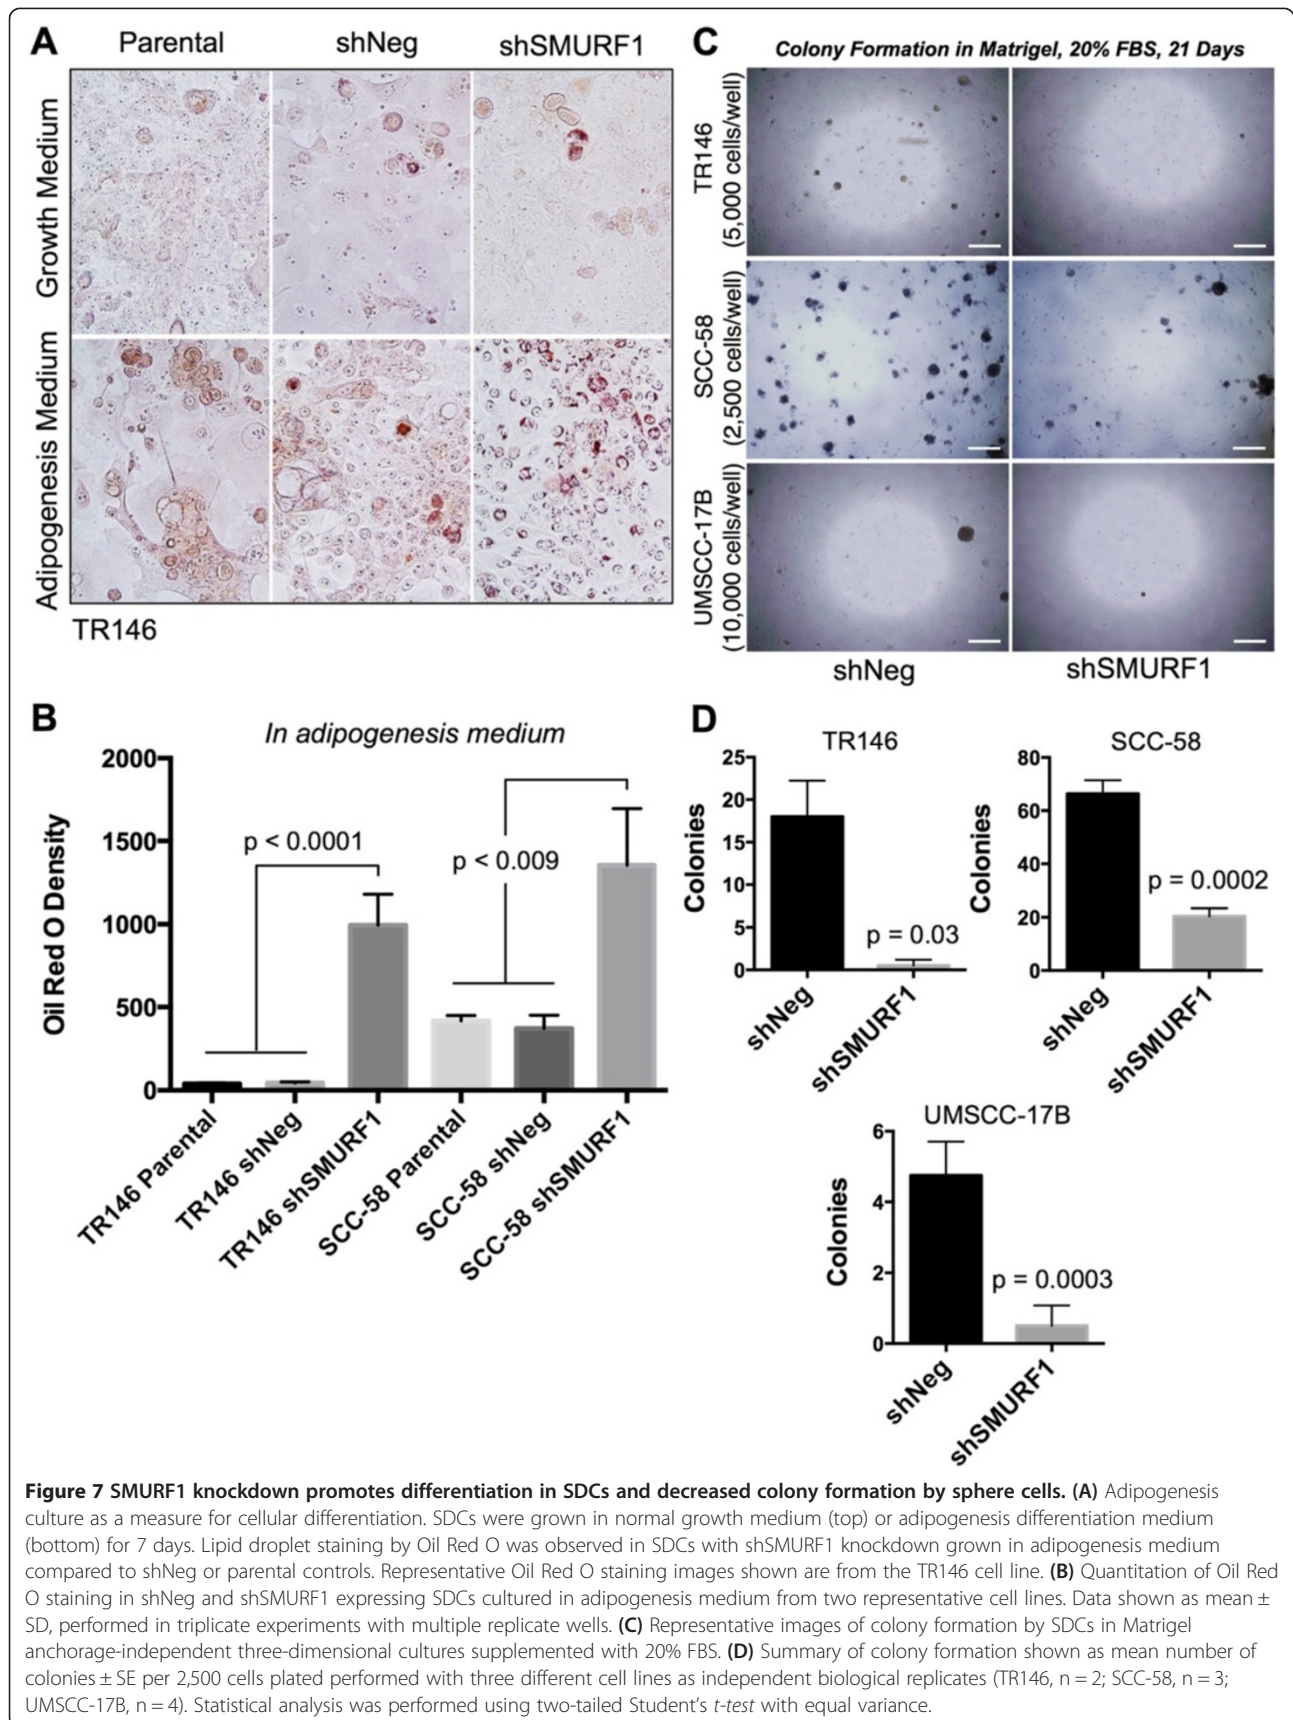 A
Parental
shNeg
shSMURF1
Growth Medium
Adipogenesis Medium
TR146
C
Colony Formation in Matrigel, 20% FBS, 21 Days
TR146
(5,000 cells/well)
SCC-58
(2,500 cells/well)
UMSCC-17B
(10,000 cells/well)
shNeg
shSMURF1
B
In adipogenesis medium
Oil Red O Density
2000
1500
1000
500
0
p < 0.0001
p < 0.009
TR146 Parental
TR146 shNeg
TR146 shSMURF1
SCC-58 Parental
SCC-58 shNeg
SCC-58 shSMURF1
D
TR146
Colonies
25
20
15
10
5
0
p = 0.03
shNeg
shSMURF1
SCC-58
Colonies
80
60
40
20
0
p = 0.0002
shNeg
shSMURF1
UMSCC-17B
Colonies
6
4
2
0
p = 0.0003
shNeg
shSMURF1
Figure 7 SMURF1 knockdown promotes differentiation in SDCs and decreased colony formation by sphere cells. (A) Adipogenesis
culture as a measure for cellular differentiation. SDCs were grown in normal growth medium (top) or adipogenesis differentiation medium
(bottom) for 7 days. Lipid droplet staining by Oil Red O was observed in SDCs with shSMURF1 knockdown grown in adipogenesis medium
compared to shNeg or parental controls. Representative Oil Red O staining images shown are from the TR146 cell line. (B) Quantitation of Oil Red
O staining in shNeg and shSMURF1 expressing SDCs cultured in adipogenesis medium from two representative cell lines. Data shown as mean ±
SD, performed in triplicate experiments with multiple replicate wells. (C) Representative images of colony formation by SDCs in Matrigel
anchorage-independent three-dimensional cultures supplemented with 20% FBS. (D) Summary of colony formation shown as mean number of
colonies ± SE per 2,500 cells plated performed with three different cell lines as independent biological replicates (TR146, n = 2; SCC-58, n = 3;
UMSCC-17B, n = 4). Statistical analysis was performed using two-tailed Student's t-test with equal variance.